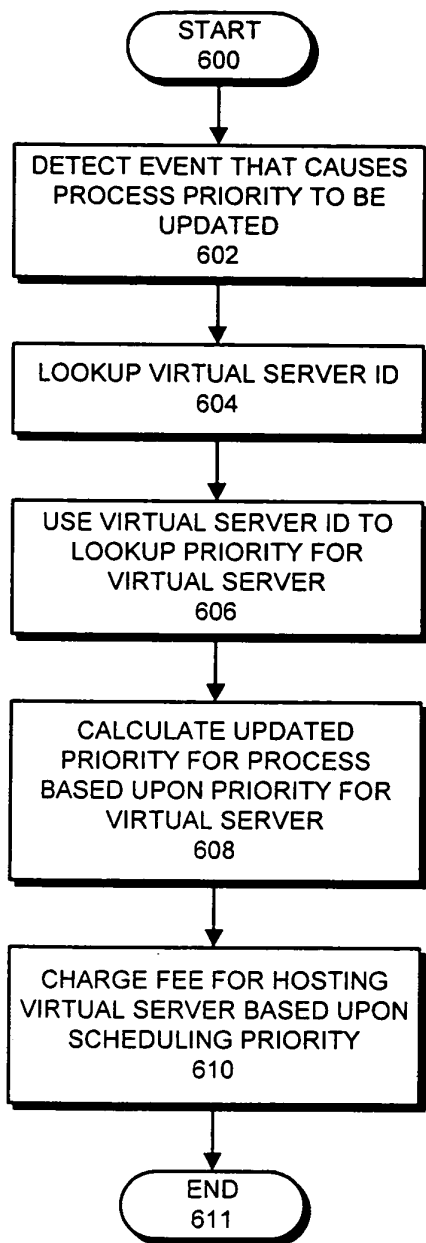 START
600
DETECT EVENT THAT CAUSES
PROCESS PRIORITY TO BE
UPDATED
602
LOOKUP VIRTUAL SERVER ID
604
USE VIRTUAL SERVER ID TO
LOOKUP PRIORITY FOR
VIRTUAL SERVER
606
CALCULATE UPDATED
PRIORITY FOR PROCESS
BASED UPON PRIORITY FOR
VIRTUAL SERVER
608
CHARGE FEE FOR HOSTING
VIRTUAL SERVER BASED UPON
SCHEDULING PRIORITY
610
END
611